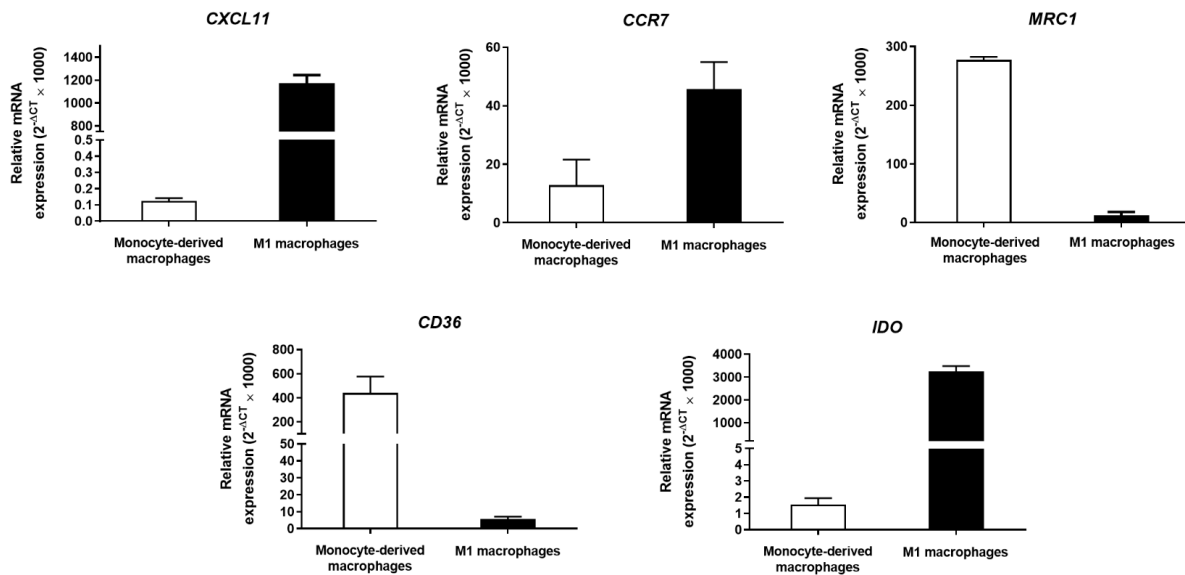 CXCL11
Relative mRNA
expression (2-ΔCT × 1000)
1400
1200
1000
800
0.5
0.4
0.3
0.2
0.1
0.0
Monocyte-derived
macrophages
M1 macrophages
CCR7
Relative mRNA
expression (2-ΔCT × 1000)
60
40
20
0
Monocyte-derived
macrophages
M1 macrophages
MRC1
Relative mRNA
expression (2-ΔCT × 1000)
300
200
100
0
Monocyte-derived
macrophages
M1 macrophages
CD36
Relative mRNA
expression (2-ΔCT × 1000)
800
600
400
200
50
40
30
20
10
0
Monocyte-derived
macrophages
M1 macrophages
IDO
Relative mRNA
expression (2-ΔCT × 1000)
4000
3000
2000
1000
5
4
3
2
1
0
Monocyte-derived
macrophages
M1 macrophages